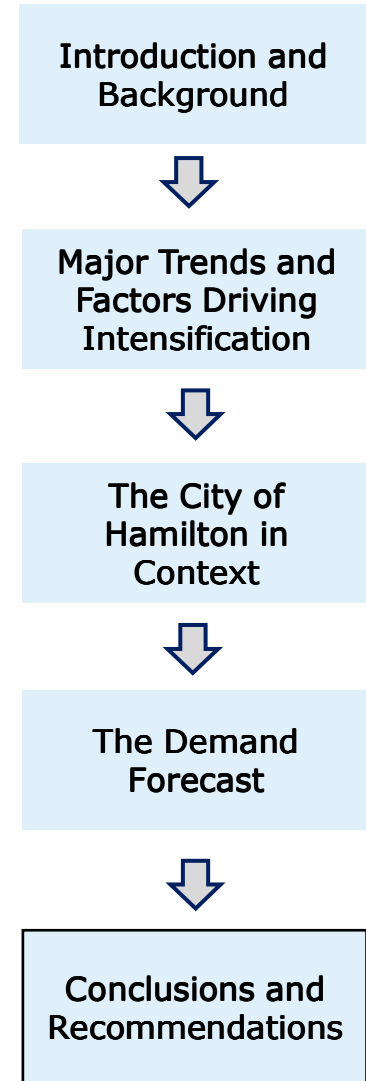 Introduction and
Background
Major Trends and
Factors Driving
Intensification
The City of
Hamilton in
Context
The Demand
Forecast
Conclusions and
Recommendations